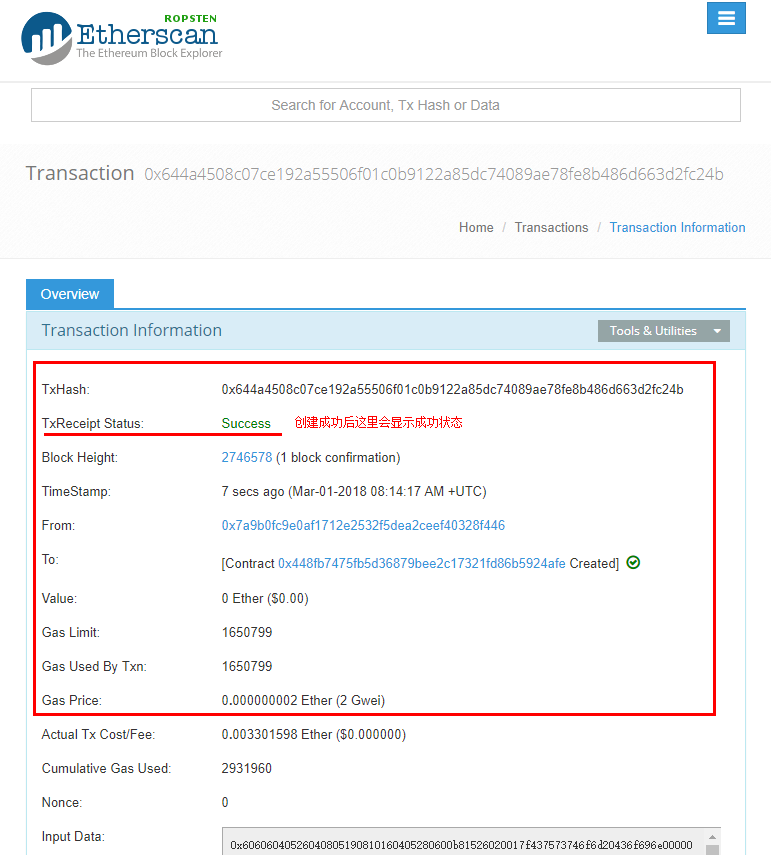 ROPSTEN
Etherscan
The Ethereum Block Explorer
Search for Account, Tx Hash or Data
Transaction 0x644a4508c07ce192a55506f01c0b9122a85dc74089ae78fe8b486d663d2fc24b
Home / Transactions / Transaction Information
Overview
Transaction Information Tools & Utilities
TxHash: 0x644a4508c07ce192a55506f01c0b9122a85dc74089ae78fe8b486d663d2fc24b
TxReceipt Status: Success 创建成功后这里会显示成功状态
Block Height: 2746578 (1 block confirmation)
TimeStamp: 7 secs ago (Mar-01-2018 08:14:17 AM +UTC)
From: 0x7a9b0fc9e0af1712e2532f5dea2ceef40328f446
To: [Contract 0x448fb7475fb5d36879bee2c17321fd86b5924afe Created]
Value: 0 Ether ($0.00)
Gas Limit: 1650799
Gas Used By Txn: 1650799
Gas Price: 0.000000002 Ether (2 Gwei)
Actual Tx Cost/Fee: 0.003301598 Ether ($0.000000)
Cumulative Gas Used: 2931960
Nonce: 0
Input Data: 0x60606040526040805190810160405280600b81526020017f437573746f6d20436f696e00000